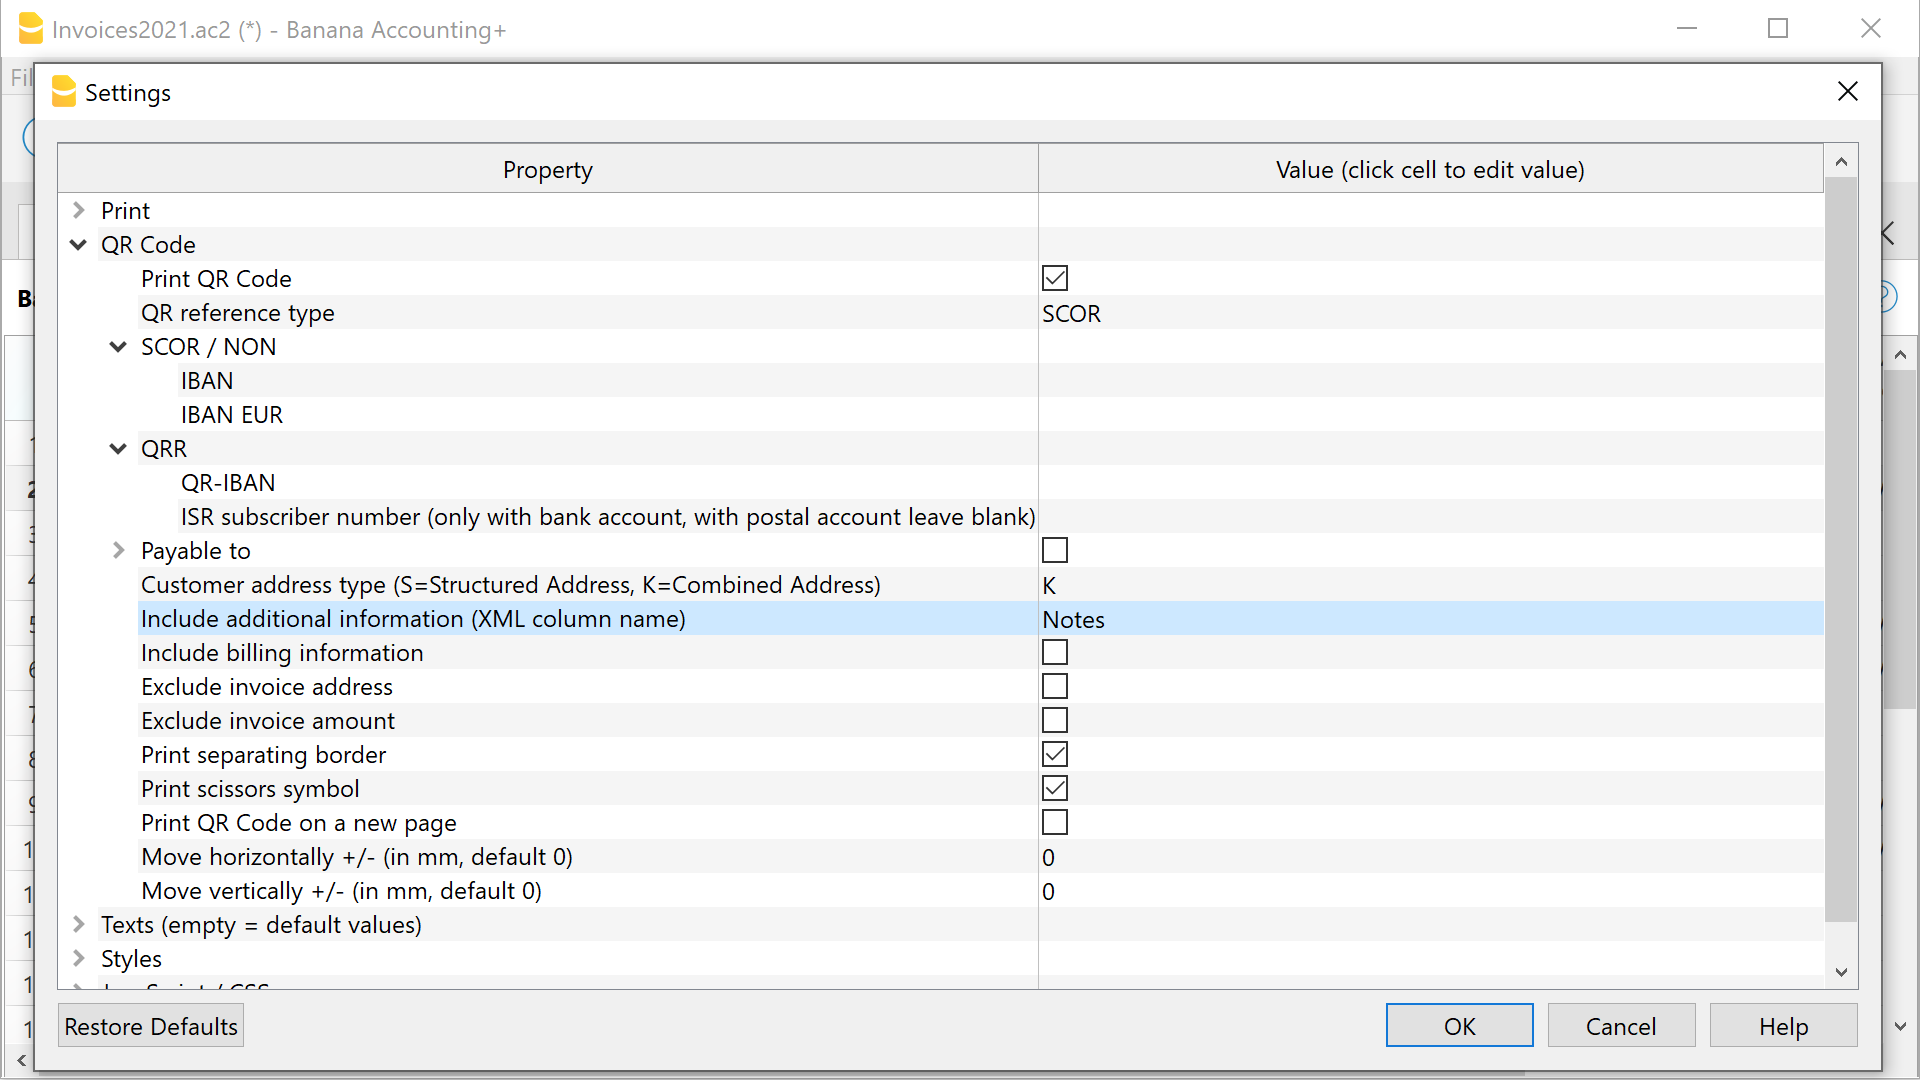 Invoices2021.ac2 (*) - Banana Accounting+
Settings
Property
Value (click cell to edit value)
Print
QR Code
Print QR Code
QR reference type
SCOR
SCOR / NON
IBAN
IBAN EUR
QRR
QR-IBAN
ISR subscriber number (only with bank account, with postal account leave blank)
Payable to
Customer address type (S=Structured Address, K=Combined Address)
K
Include additional information (XML column name)
Notes
Include billing information
Exclude invoice address
Exclude invoice amount
Print separating border
Print scissors symbol
Print QR Code on a new page
Move horizontally +/- (in mm, default 0)
0
Move vertically +/- (in mm, default 0)
0
Texts (empty = default values)
Styles
Restore Defaults
OK
Cancel
Help